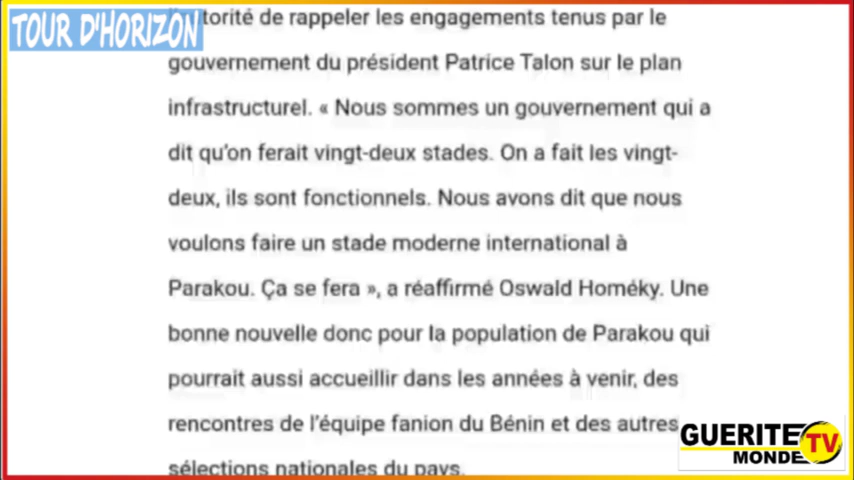 TOUR D'HORIZON
l'autorité de rappeler les engagements tenus par le
gouvernement du président Patrice Talon sur le plan
infrastructurel. « Nous sommes un gouvernement qui a
dit qu'on ferait vingt-deux stades. On a fait les vingt-
deux, ils sont fonctionnels. Nous avons dit que nous
voulons faire un stade moderne international à
Parakou. Ça se fera », a réaffirmé Oswald Homéky. Une
bonne nouvelle donc pour la population de Parakou qui
pourrait aussi accueillir dans les années à venir, des
rencontres de l'équipe fanion du Bénin et des autres
sélections nationales du pays.
GUERITE TV
MONDE